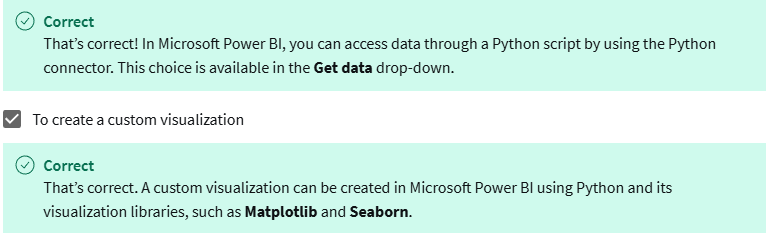 Correct
That’s correct! In Microsoft Power BI, you can access data through a Python script by using the Python
connector. This choice is available in the Get data drop-down.
To create a custom visualization
Correct
That’s correct. A custom visualization can be created in Microsoft Power BI using Python and its
visualization libraries, such as Matplotlib and Seaborn.